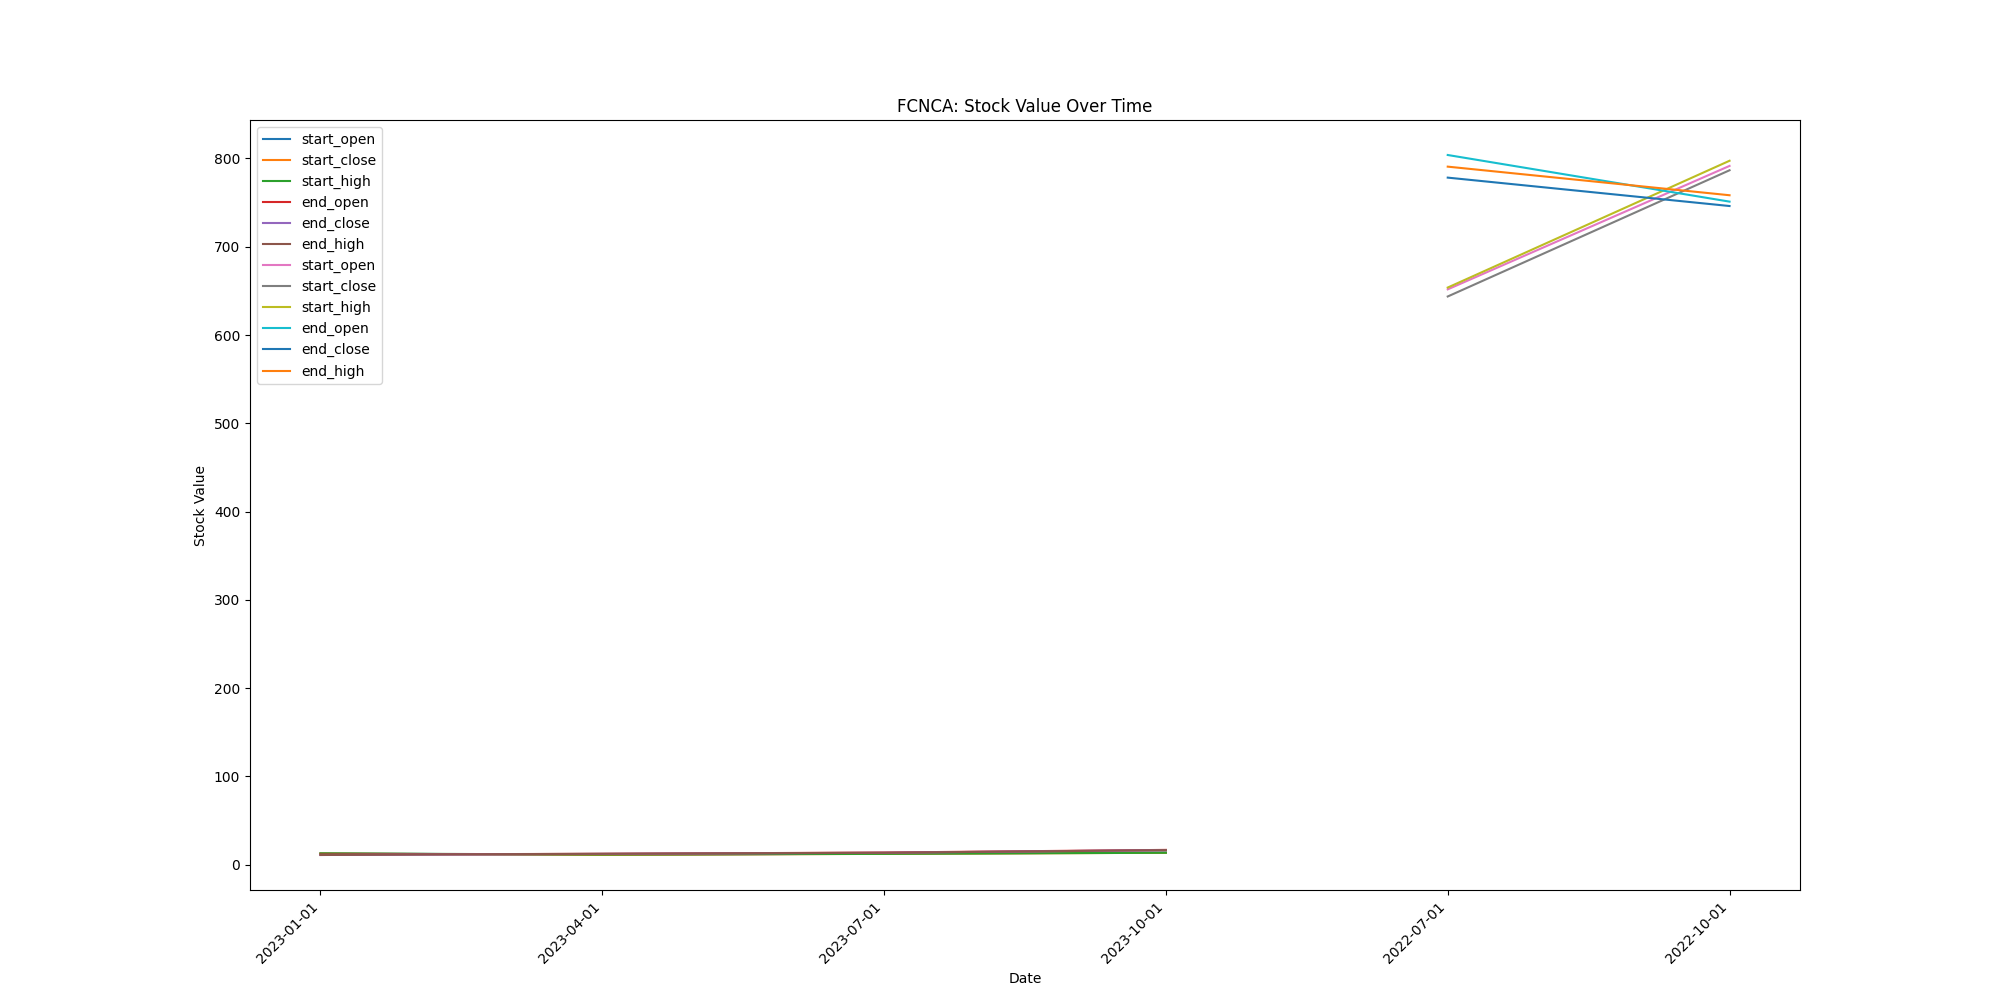 FCNCA: Stock Value Over Time
start_open
start_close
start_high
end_open
end_close
end_high
start_open
start_close
start_high
end_open
end_close
end_high
800
700
600
500
400
300
200
100
0
Stock Value
2023-01-01
2023-04-01
2023-07-01
2023-10-01
2022-07-01
2022-10-01
Date